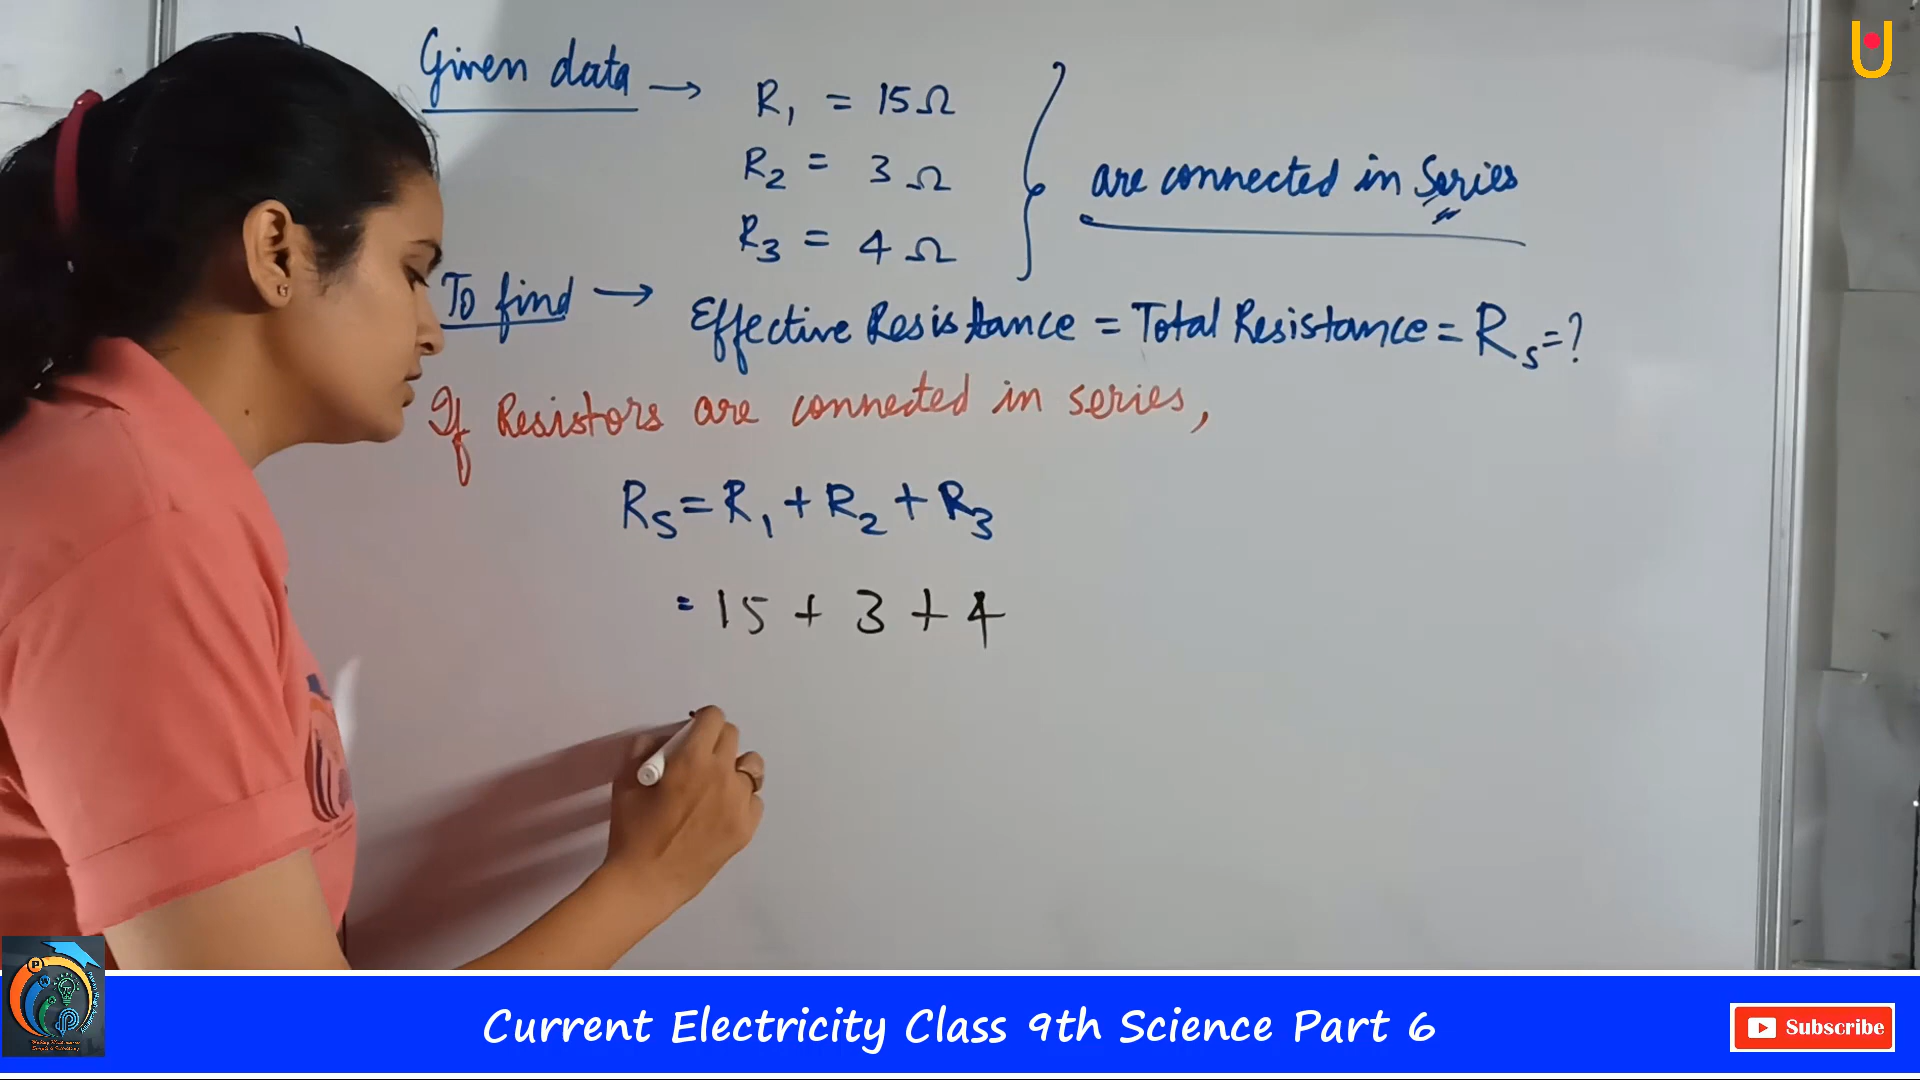 Given data → R1 = 15Ω
R2 = 3Ω
R3 = 4Ω
are connected in Series
To find → Effective Resistance = Total Resistance = Rs = ?
If Resistors are connected in series,
Rs = R1 + R2 + R3
= 15 + 3 + 4
Current Electricity Class 9th Science Part 6
Subscribe